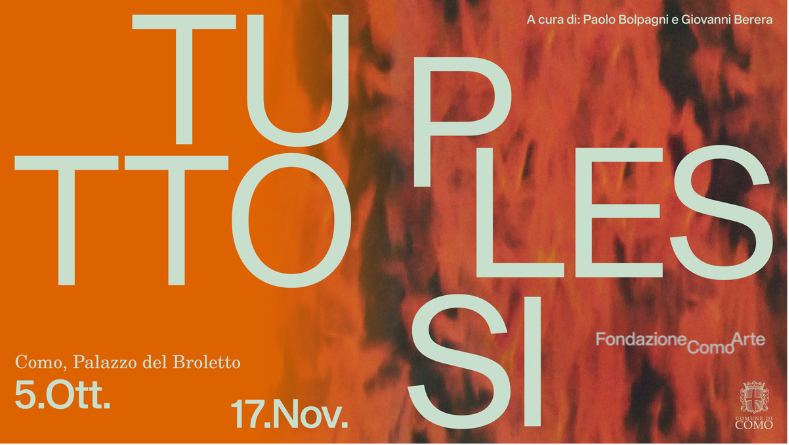 A cura di: Paolo Bolpagni e Giovanni Berera
TU
TTO
P
LES
SI
Como, Palazzo del Broletto
5.Ott.
17.Nov.
FondazioneComoArte
COMUNE DI
COMO